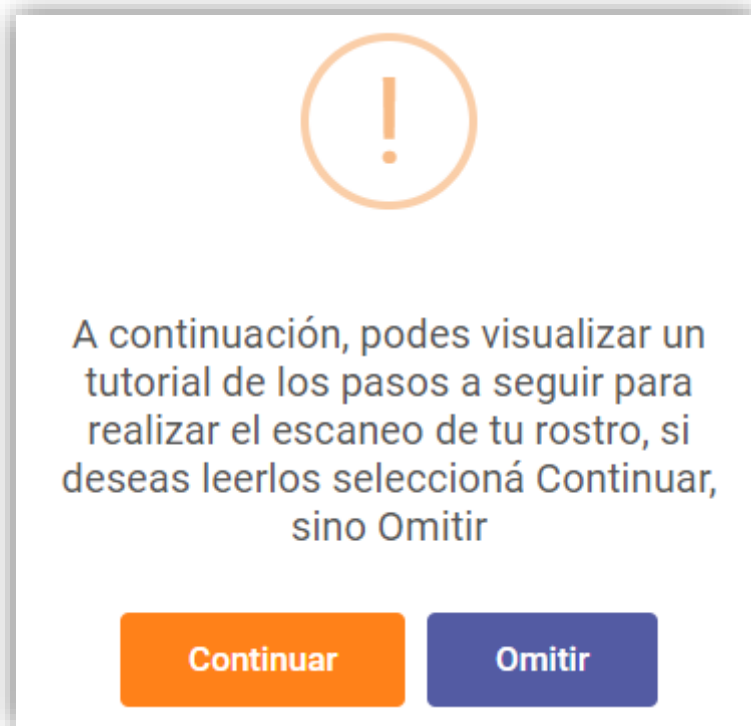 !
A continuación, podes visualizar un
tutorial de los pasos a seguir para
realizar el escaneo de tu rostro, si
deseas leerlos seleccioná Continuar,
sino Omitir
Continuar Omitir